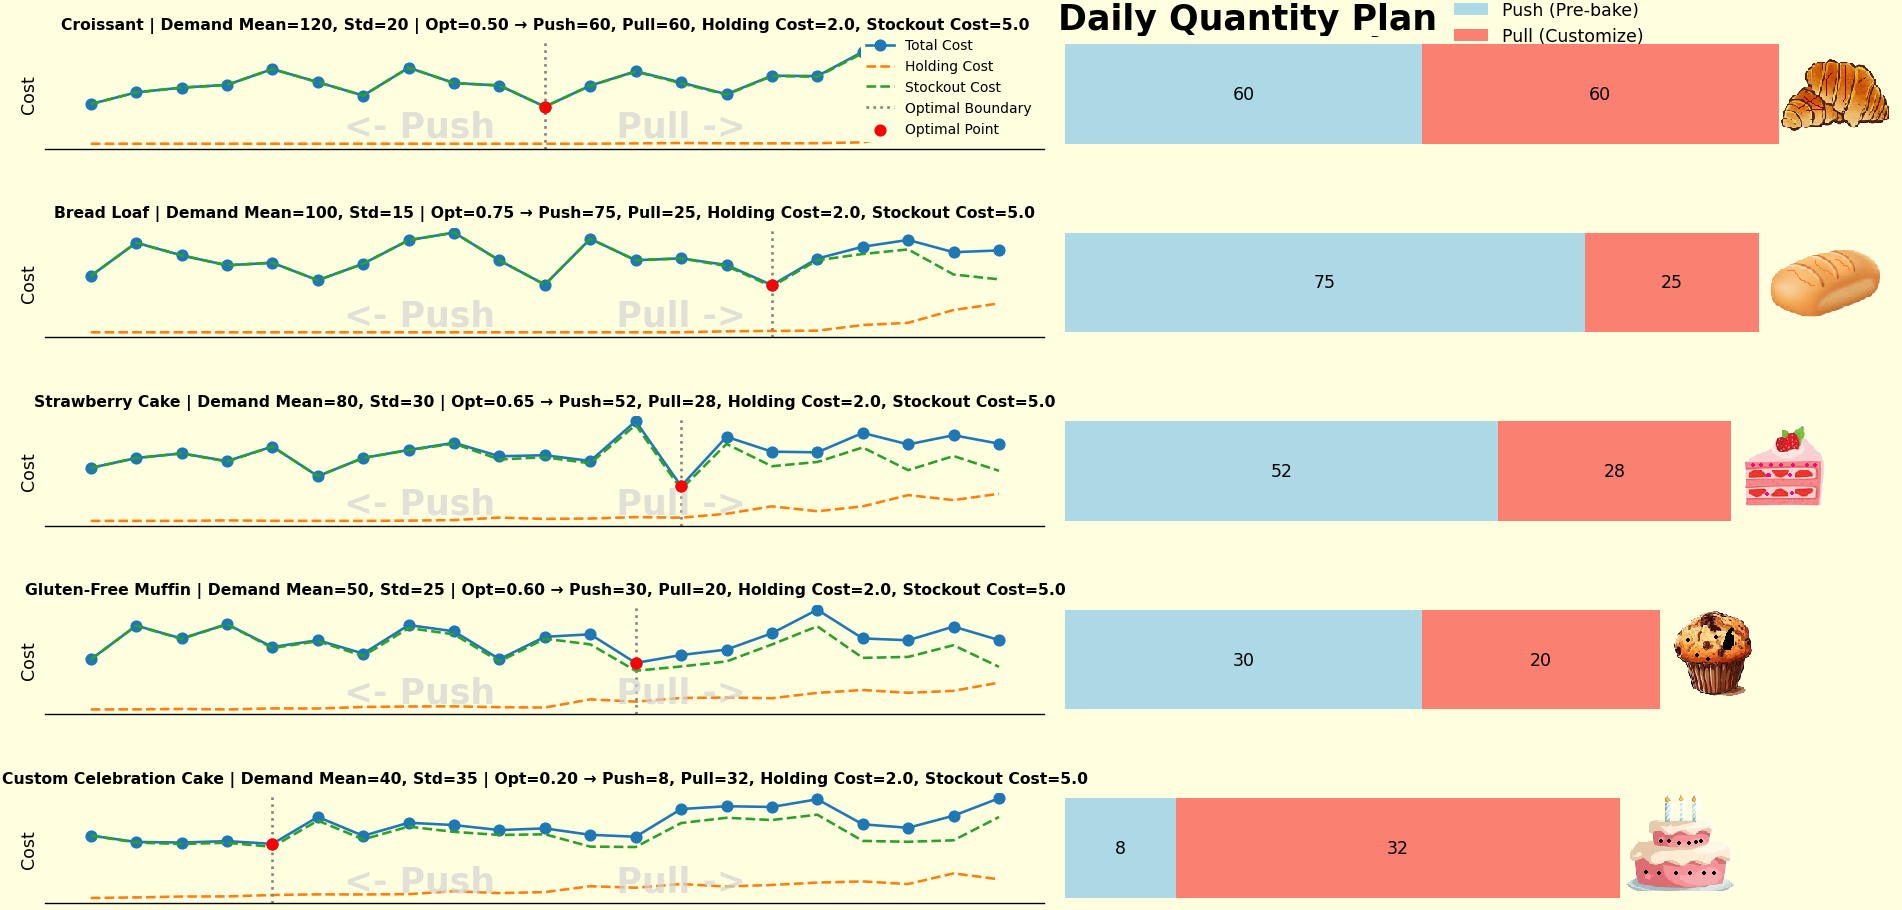 Croissant | Demand Mean=120, Std=20 | Opt=0.50 → Push=60, Pull=60, Holding Cost=2.0, Stockout Cost=5.0
Cost
<- Push
Pull ->
Total Cost
Holding Cost
Stockout Cost
Optimal Boundary
Optimal Point
Daily Quantity Plan
Push (Pre-bake)
Pull (Customize)
60
60
Bread Loaf | Demand Mean=100, Std=15 | Opt=0.75 → Push=75, Pull=25, Holding Cost=2.0, Stockout Cost=5.0
Cost
<- Push
Pull ->
75
25
Strawberry Cake | Demand Mean=80, Std=30 | Opt=0.65 → Push=52, Pull=28, Holding Cost=2.0, Stockout Cost=5.0
Cost
<- Push
Pull ->
52
28
Gluten-Free Muffin | Demand Mean=50, Std=25 | Opt=0.60 → Push=30, Pull=20, Holding Cost=2.0, Stockout Cost=5.0
Cost
<- Push
Pull ->
30
20
Custom Celebration Cake | Demand Mean=40, Std=35 | Opt=0.20 → Push=8, Pull=32, Holding Cost=2.0, Stockout Cost=5.0
Cost
<- Push
Pull ->
8
32